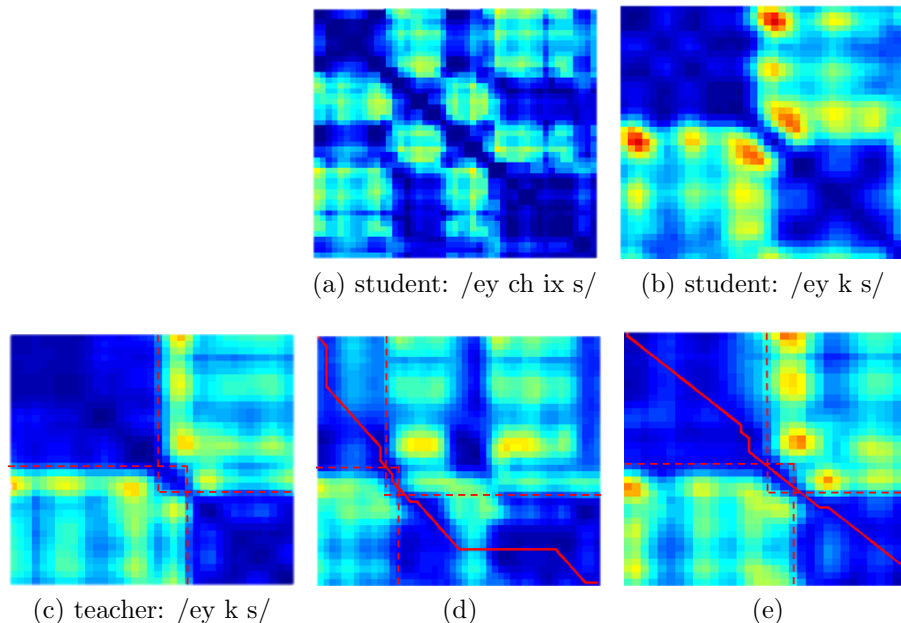 (a) student: /ey ch ix s/
(b) student: /ey k s/
(c) teacher: /ey k s/
(d)
(e)